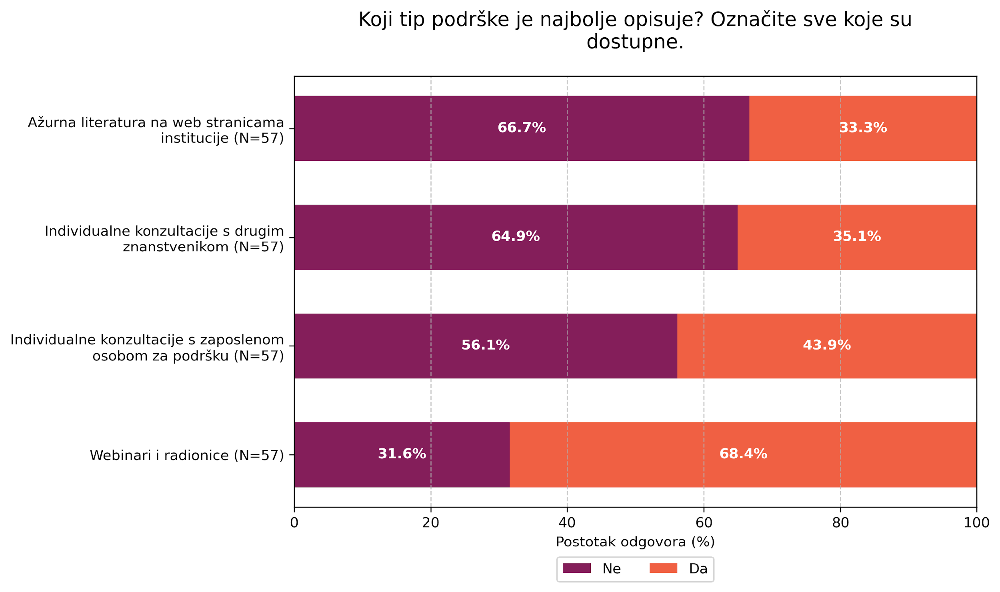 Koji tip podrške je najbolje opisuje? Označite sve koje su
dostupne.
Ažurna literatura na web stranicama
institucije (N=57)
66.7%
33.3%
Individualne konzultacije s drugim
znanstvenikom (N=57)
64.9%
35.1%
Individualne konzultacije s zaposlenom
osobom za podršku (N=57)
56.1%
43.9%
Webinari i radionice (N=57)
31.6%
68.4%
0
20
40
60
80
100
Postotak odgovora (%)
Ne
Da